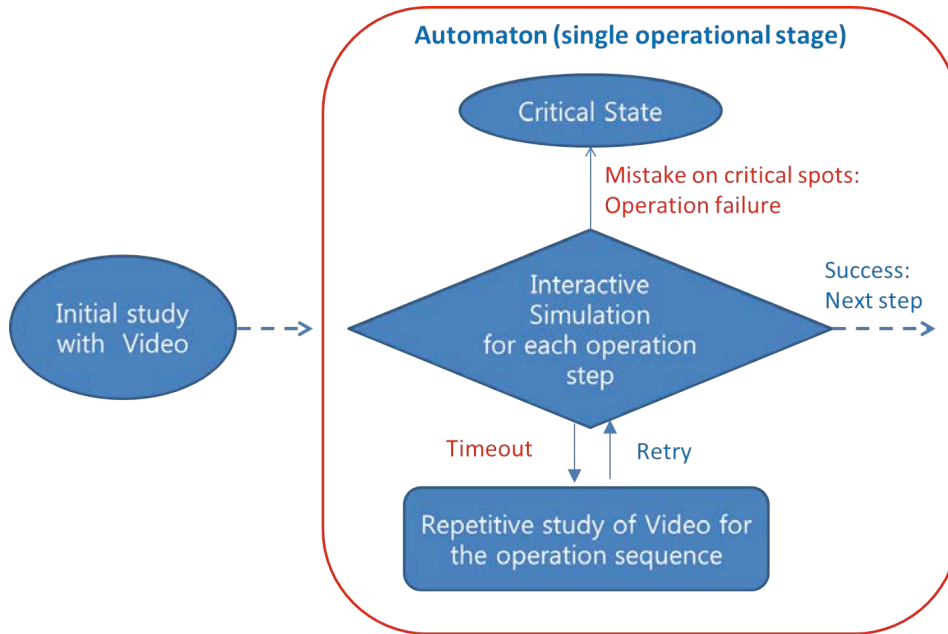 Automaton (single operational stage)
Critical State
Mistake on critical spots:
Operation failure
Initial study
with Video
Interactive
Simulation
for each operation
step
Success:
Next step
Timeout
Retry
Repetitive study of Video for
the operation sequence